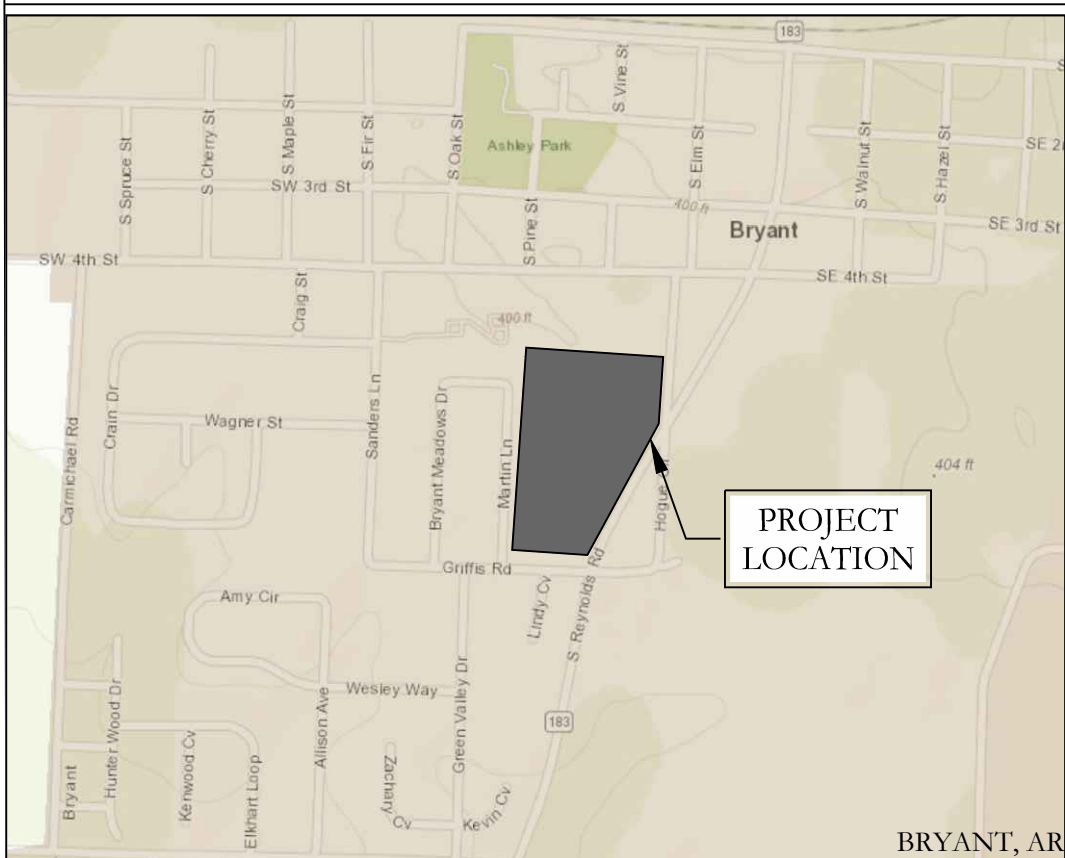 183
S Vine St
S Cherry St
S Maple St
S Fir St
S Oak St
S Spruce St
Ashley Park
S Elm St
S Walnut St
S Hazel St
SE 2
SW 3rd St
400 ft
S Pine St
Bryant
SE 3rd St
SW 4th St
SE 4th St
Craig St
400 ft
Crain Dr
Carmichael Rd
Wagner St
Sanders Ln
Bryant Meadows Dr
Martin Ln
Hogue
404 ft
PROJECT
LOCATION
Griffis Rd
Lindy Cv
S Reynolds Rd
Amy Cir
Wesley Way
Green Valley Dr
Allison Ave
Hunter Wood Dr
183
Bryant
Kenwood Cv
Elkhart Loop
Zachary
Cv
Kevin Cv
BRYANT, AR